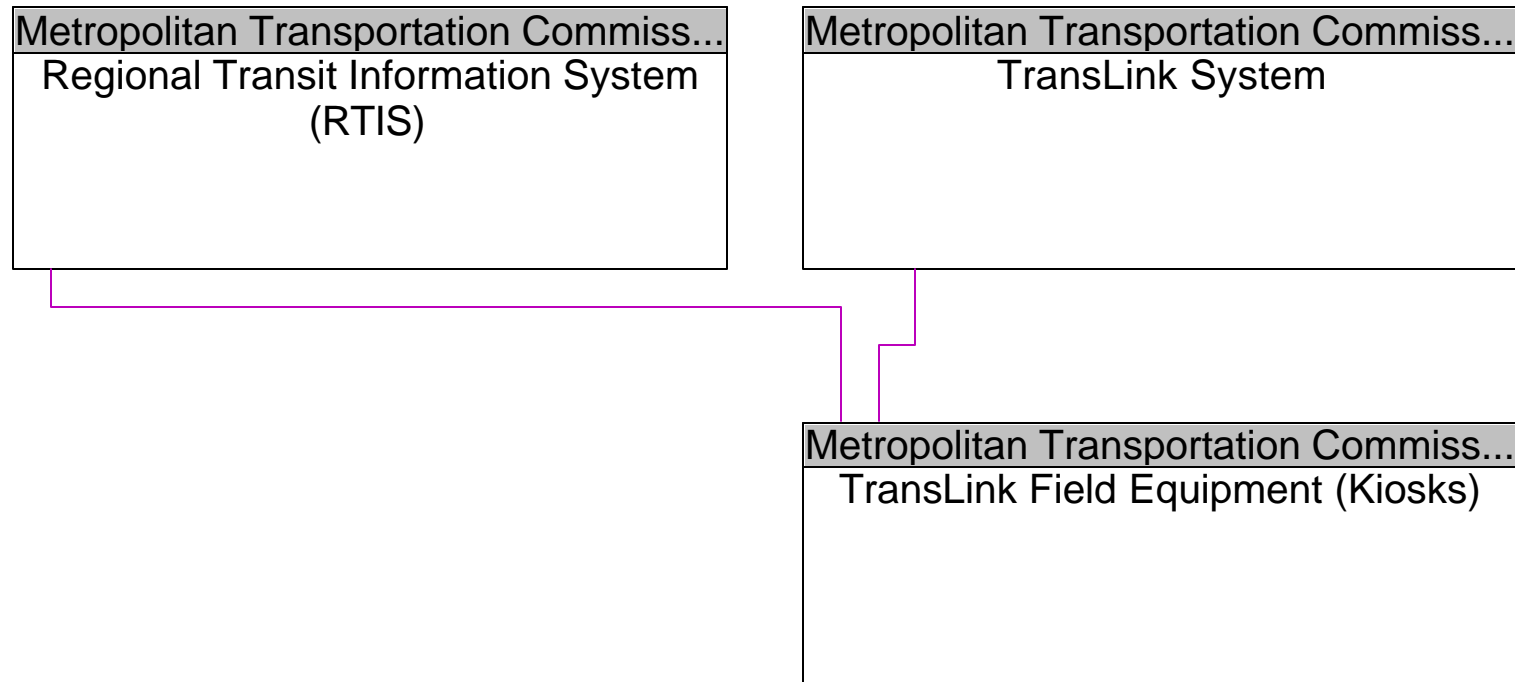 Metropolitan Transportation Commiss...
Regional Transit Information System
(RTIS)
Metropolitan Transportation Commiss...
TransLink System
Metropolitan Transportation Commiss...
TransLink Field Equipment (Kiosks)